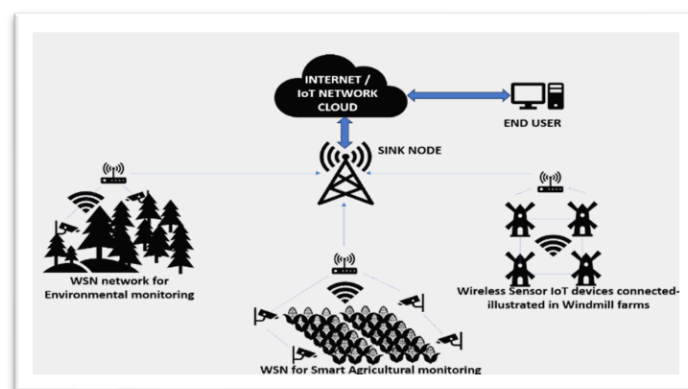 INTERNET /
IoT NETWORK
CLOUD
END USER
SINK NODE
WSN network for
Environmental monitoring
Wireless Sensor IoT devices connected-
illustrated in Windmill farms
WSN for Smart Agricultural monitoring